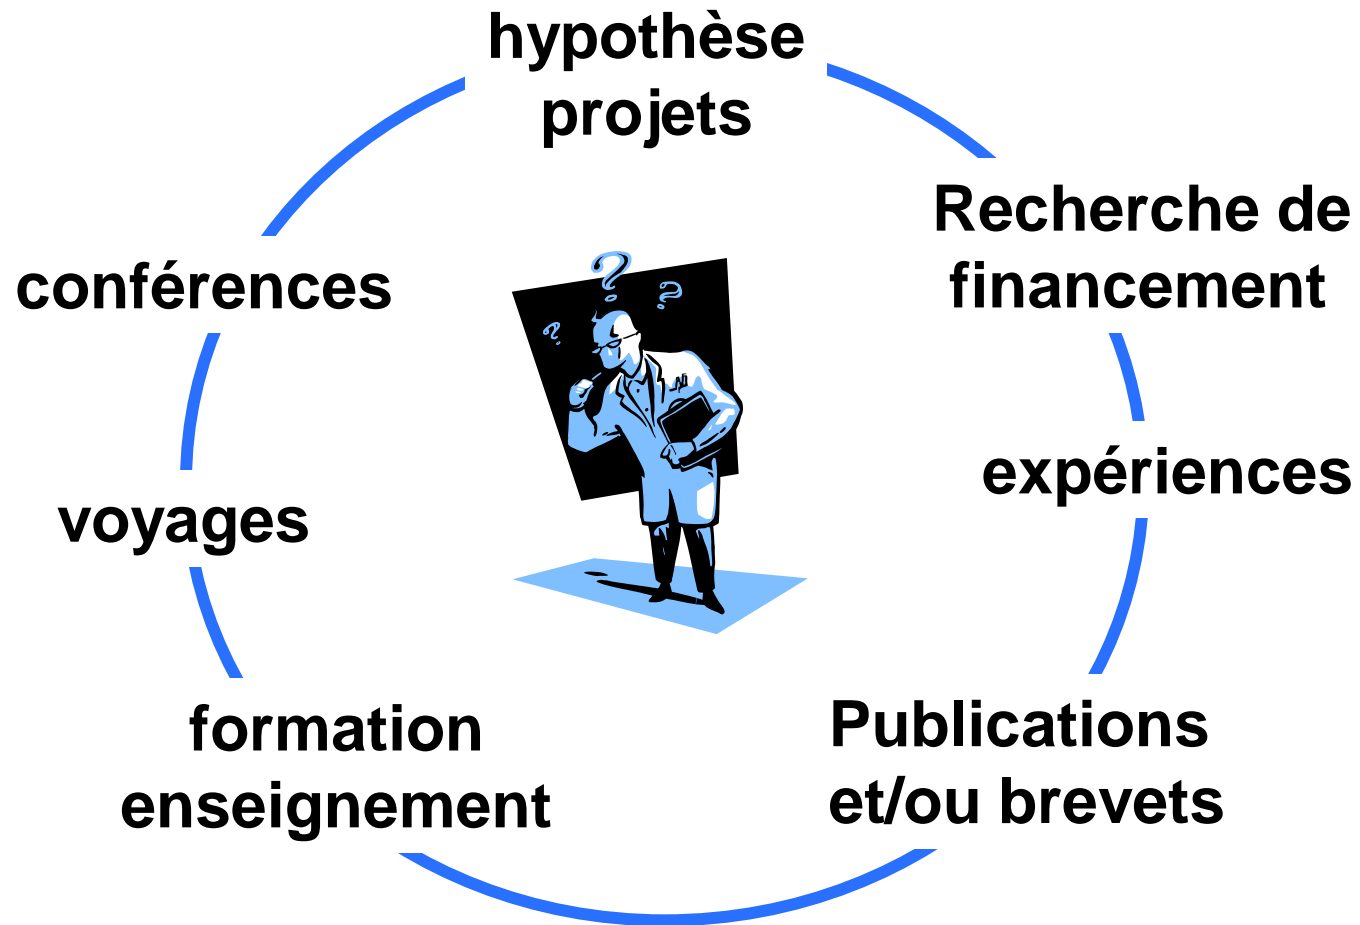 hypothèse
projets
Recherche de
financement
expériences
Publications
et/ou brevets
formation
enseignement
voyages
conférences
? ? ?